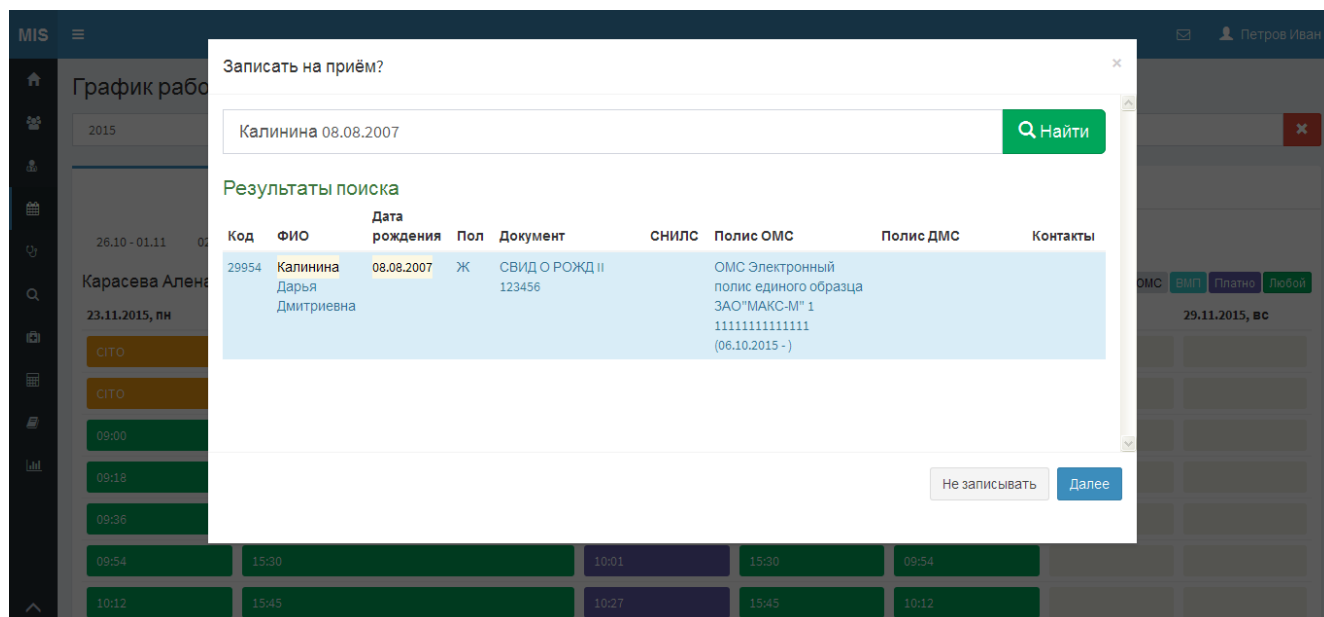 MIS
Петров Иван
График рабо
2015
Записать на приём?
×
Калинина 08.08.2007
Найти
Результаты поиска
Код ФИО Дата рождения Пол Документ СНИЛС Полис ОМС Полис ДМС Контакты
29954 Калинина 08.08.2007 Ж СВИД О РОЖД II ОМС Электронный
Дарья 123456 полис единого образца
Дмитриевна ЗАО"МАКС-М" 1
11111111111111
(06.10.2015 - )
Не записывать Далее
26.10 - 01.11 02
Карасева Алена
ОМС ВМП Платно Любой
23.11.2015, пн 29.11.2015, вс
CITO
CITO
09:00
09:18
09:36
09:54 15:30 10:01 15:30 09:54
10:12 15:45 10:27 15:45 10:12